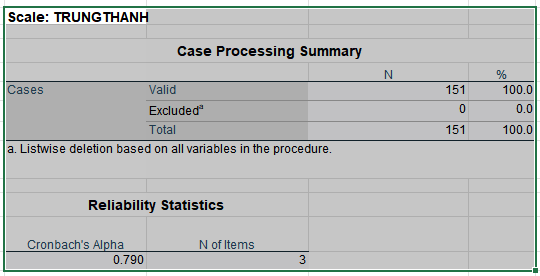 Scale: TRUNGTHANH
Case Processing Summary
N %
Cases Valid 151 100.0
Excludedᵃ 0 0.0
Total 151 100.0
a. Listwise deletion based on all variables in the procedure.
Reliability Statistics
Cronbach's Alpha N of Items
0.790 3